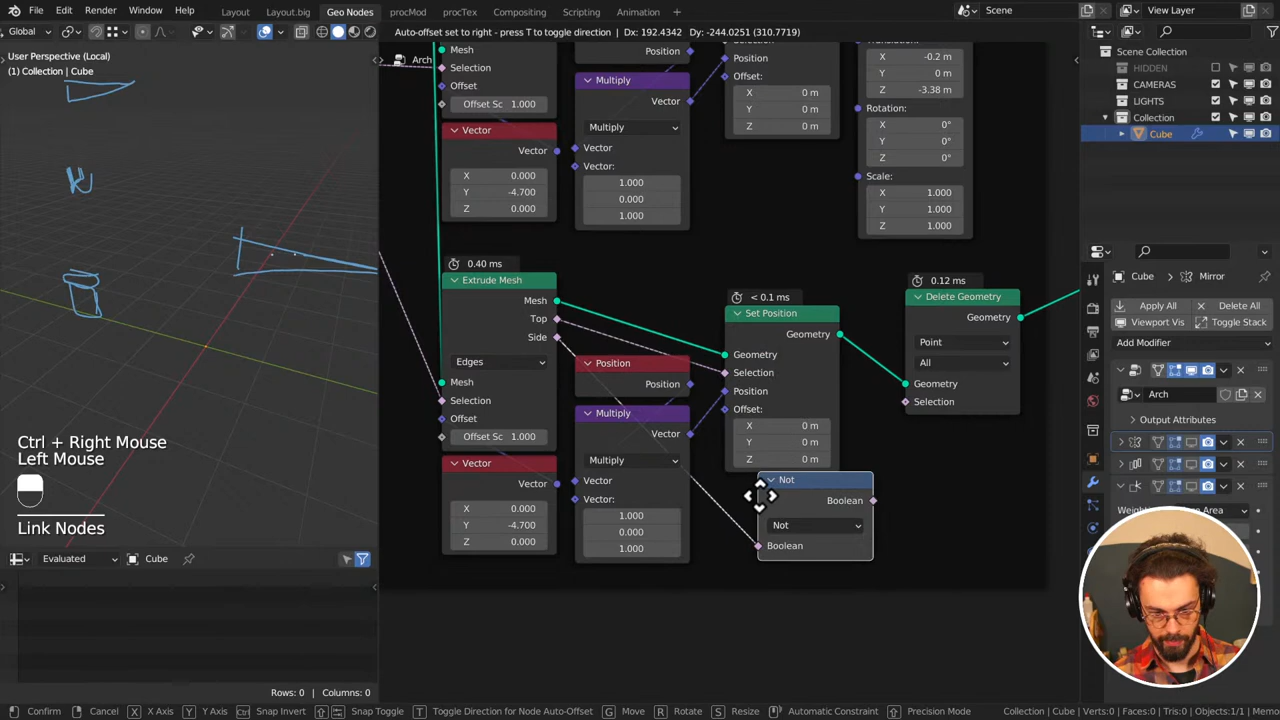 File Edit Render Window Help Layout Layout.big Geo Nodes procMod procTex Compositing Scripting Animation + Scene View Layer
Global
Auto-offset set to right - press T to toggle direction | Dx: 192.4342 Dy: -244.0251 (310.7719)
User Perspective (Local)
(1) Collection | Cube
Arch
Mesh
Selection
Offset
Offset Sc 1.000
Vector
Vector
X 0.000
Y -4.700
Z 0.000
Position
Multiply
Vector
Multiply
Vector
Vector:
1.000
0.000
1.000
Position
Offset:
X 0 m
Y 0 m
Z 0 m
X -0.2 m
Y 0 m
Z -3.38 m
Rotation:
X 0°
Y 0°
Z 0°
Scale:
X 1.000
Y 1.000
Z 1.000
0.40 ms
Extrude Mesh
Mesh
Top
Side
Edges
Mesh
Selection
Offset
Offset Sc 1.000
Vector
Vector
X 0.000
Y -4.700
Z 0.000
Position
Position
Multiply
Vector
Multiply
Vector
Vector:
1.000
0.000
1.000
< 0.1 ms
Set Position
Geometry
Geometry
Selection
Position
Offset:
X 0 m
Y 0 m
Z 0 m
Not
Boolean
Not
Boolean
0.12 ms
Delete Geometry
Geometry
Point
All
Geometry
Selection
Scene Collection
HIDDEN
CAMERAS
LIGHTS
Collection
Cube
Cube > Mirror
Apply All Delete All
Viewport Vis Toggle Stack
Add Modifier
Arch
Output Attributes
Ctrl + Right Mouse
Left Mouse
Link Nodes
Evaluated Cube
Rows: 0 | Columns: 0
Confirm Cancel X X Axis Y Y Axis Snap Invert Snap Toggle T Toggle Direction for Node Auto-Offset G Move R Rotate S Resize Automatic Constraint Precision Mode Collection | Cube | Verts:0 | Faces:0 | Tris:0 | Objects:1/1 |